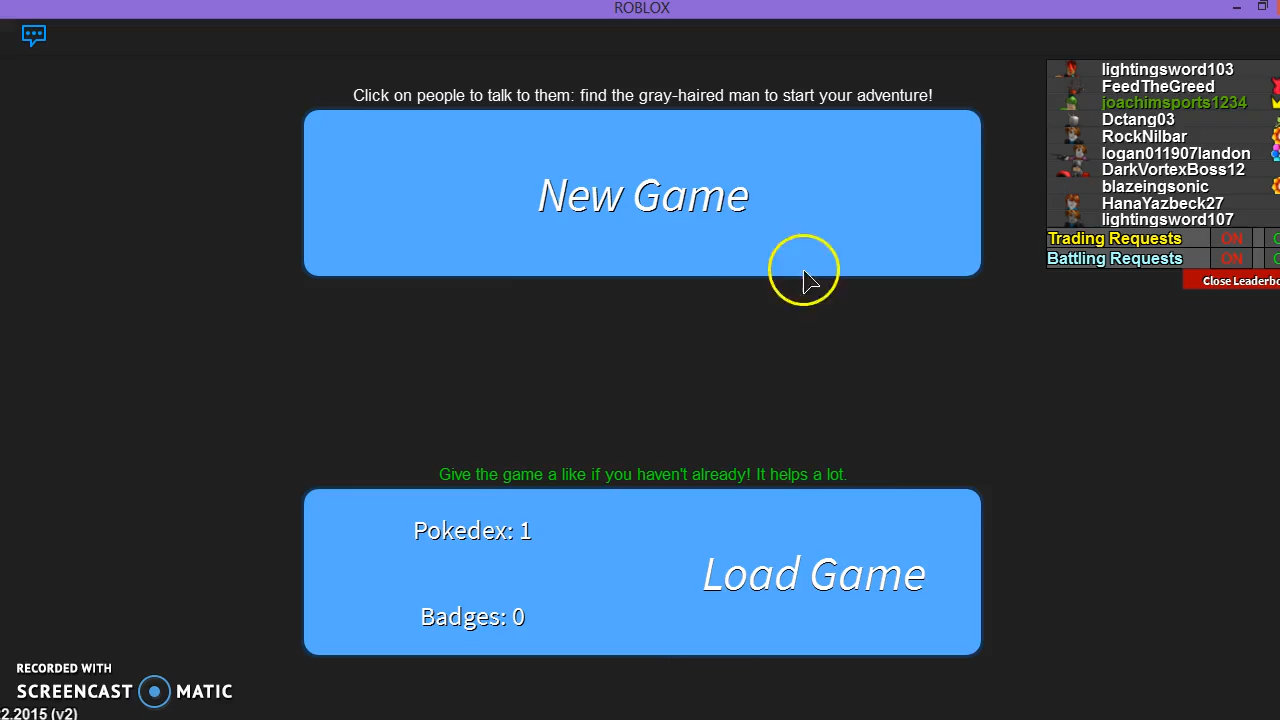 ROBLOX
Click on people to talk to them: find the gray-haired man to start your adventure!
New Game
lightingsword103
FeedTheGreed
joachimsports1234
Dctang03
RockNilbar
logan011907landon
DarkVortexBoss12
blazeingsonic
HanaYazbeck27
lightingsword107
Trading Requests ON
Battling Requests ON
Close Leaderbo
Give the game a like if you haven't already! It helps a lot.
Pokedex: 1
Load Game
Badges: 0
RECORDED WITH
SCREENCAST MATIC
2.2015 (v2)